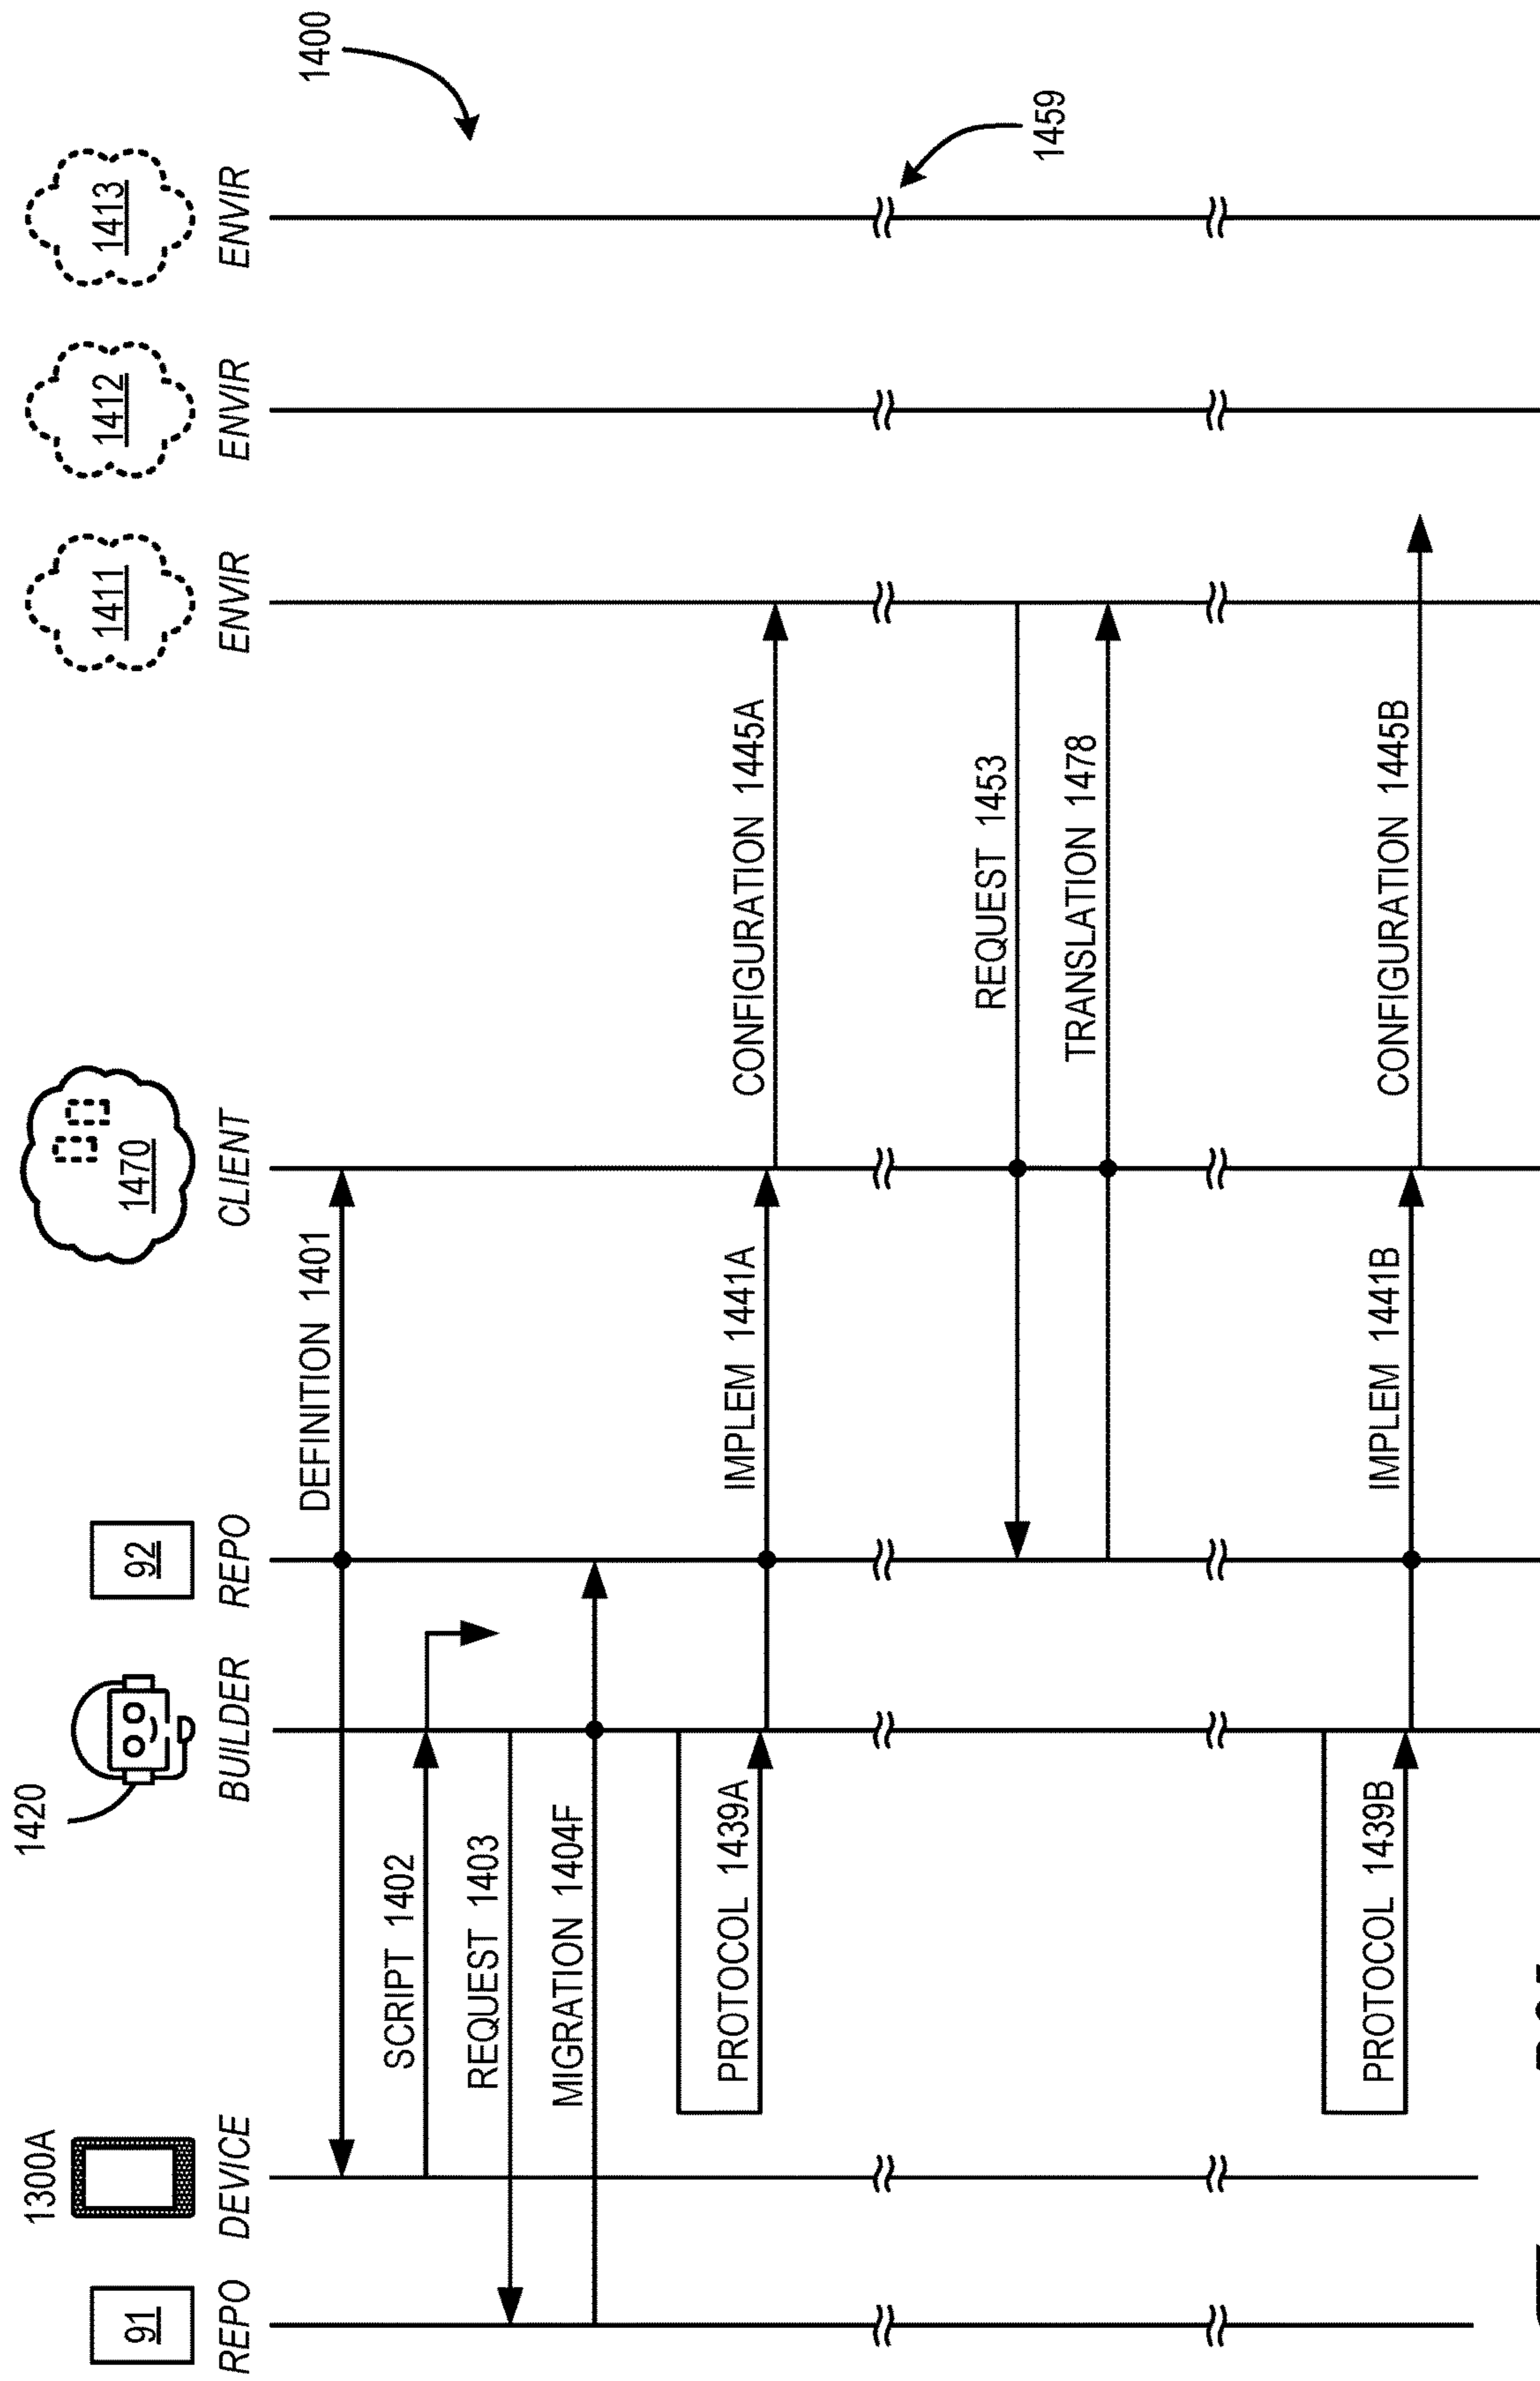 1400
91
REPO
1300A
DEVICE
1420
BUILDER
92
REPO
1470
CLIENT
1411
ENVIR
1412
ENVIR
1413
ENVIR
DEFINITION 1401
SCRIPT 1402
REQUEST 1403
MIGRATION 1404F
PROTOCOL 1439A
IMPLEM 1441A
CONFIGURATION 1445A
1459
REQUEST 1453
TRANSLATION 1478
PROTOCOL 1439B
IMPLEM 1441B
CONFIGURATION 1445B